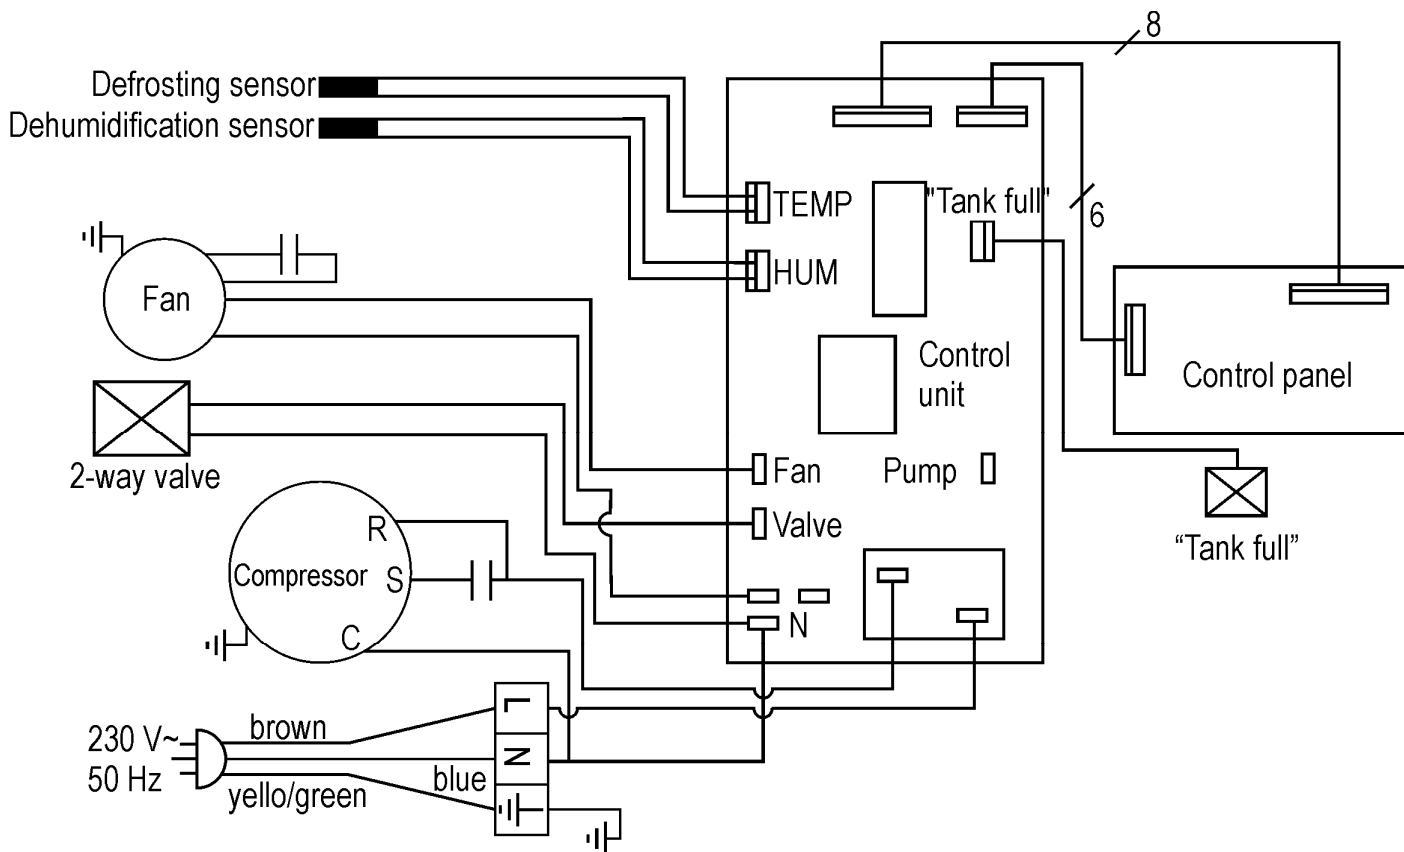 8
Defrosting sensor
Dehumidification sensor
TEMP
"Tank full"
6
HUM
Fan
Control
unit
Control panel
2-way valve
Fan
Pump
"Tank full"
Valve
R
Compressor
S
C
N
L
brown
230 V~
50 Hz
N
blue
yello/green